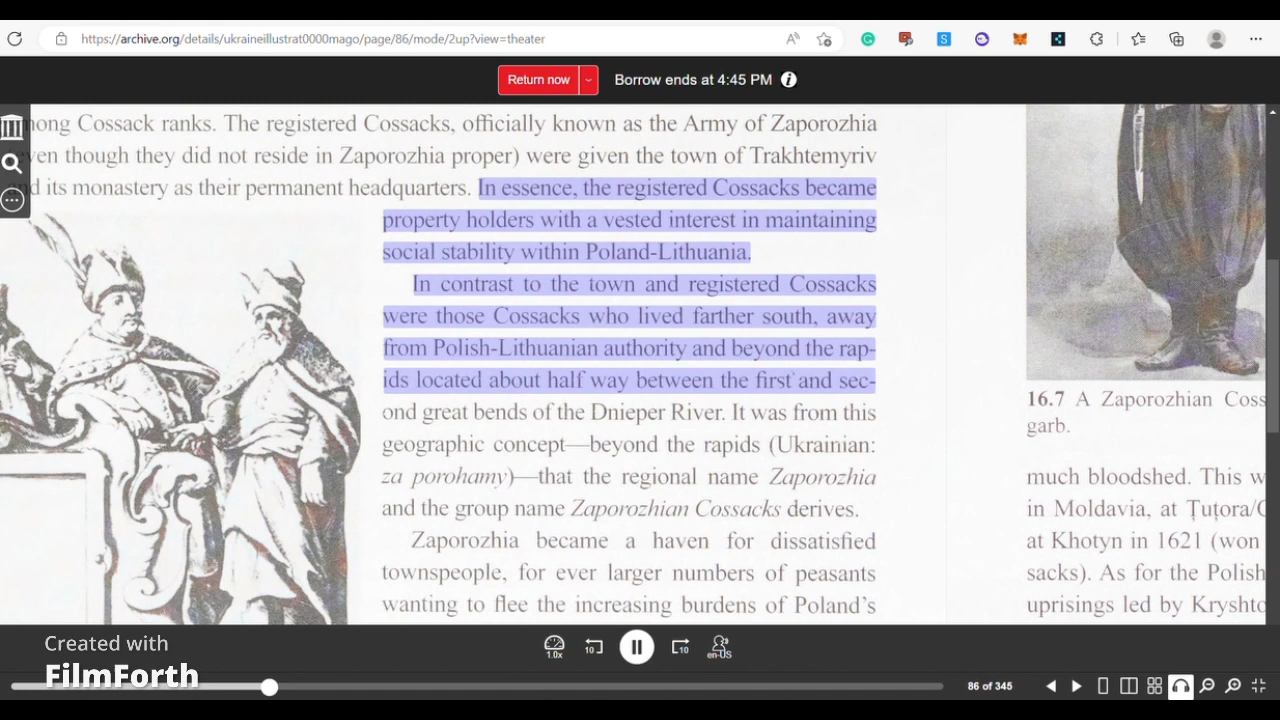 https://archive.org/details/ukraineillustrat0000mago/page/86/mode/2up?view=theater
Return now
Borrow ends at 4:45 PM
mong Cossack ranks. The registered Cossacks, officially known as the Army of Zaporozhia
even though they did not reside in Zaporozhia proper) were given the town of Trakhtemyriv
d its monastery as their permanent headquarters. In essence, the registered Cossacks became
property holders with a vested interest in maintaining
social stability within Poland-Lithuania.
In contrast to the town and registered Cossacks
were those Cossacks who lived farther south, away
from Polish-Lithuanian authority and beyond the rap-
ids located about half way between the first and sec-
ond great bends of the Dnieper River. It was from this
geographic concept—beyond the rapids (Ukrainian:
za porohamy)—that the regional name Zaporozhia
and the group name Zaporozhian Cossacks derives.
Zaporozhia became a haven for dissatisfied
townspeople, for ever larger numbers of peasants
wanting to flee the increasing burdens of Poland's
16.7 A Zaporozhian Coss
garb.
much bloodshed. This w
in Moldavia, at Ţuţora/C
at Khotyn in 1621 (won
sacks). As for the Polish
uprisings led by Kryshto
Created with
FilmForth
1.0x
10
10
en-US
86 of 345